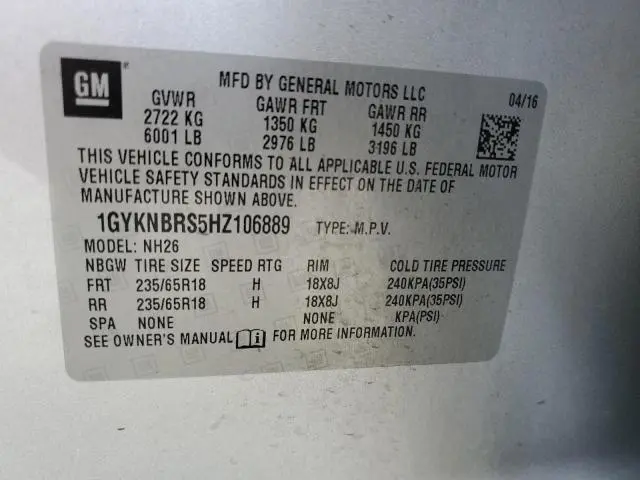 GM
MFD BY GENERAL MOTORS LLC
04/16
GVWR GAWR FRT GAWR RR
2722 KG 1350 KG 1450 KG
6001 LB 2976 LB 3196 LB
THIS VEHICLE CONFORMS TO ALL APPLICABLE U.S. FEDERAL MOTOR
VEHICLE SAFETY STANDARDS IN EFFECT ON THE DATE OF
MANUFACTURE SHOWN ABOVE.
1GYKNBRS5HZ106889 TYPE: M.P.V.
MODEL: NH26
NBGW TIRE SIZE SPEED RTG RIM COLD TIRE PRESSURE
FRT 235/65R18 H 18X8J 240KPA(35PSI)
RR 235/65R18 H 18X8J 240KPA(35PSI)
SPA NONE NONE KPA(PSI)
SEE OWNER'S MANUAL FOR MORE INFORMATION.